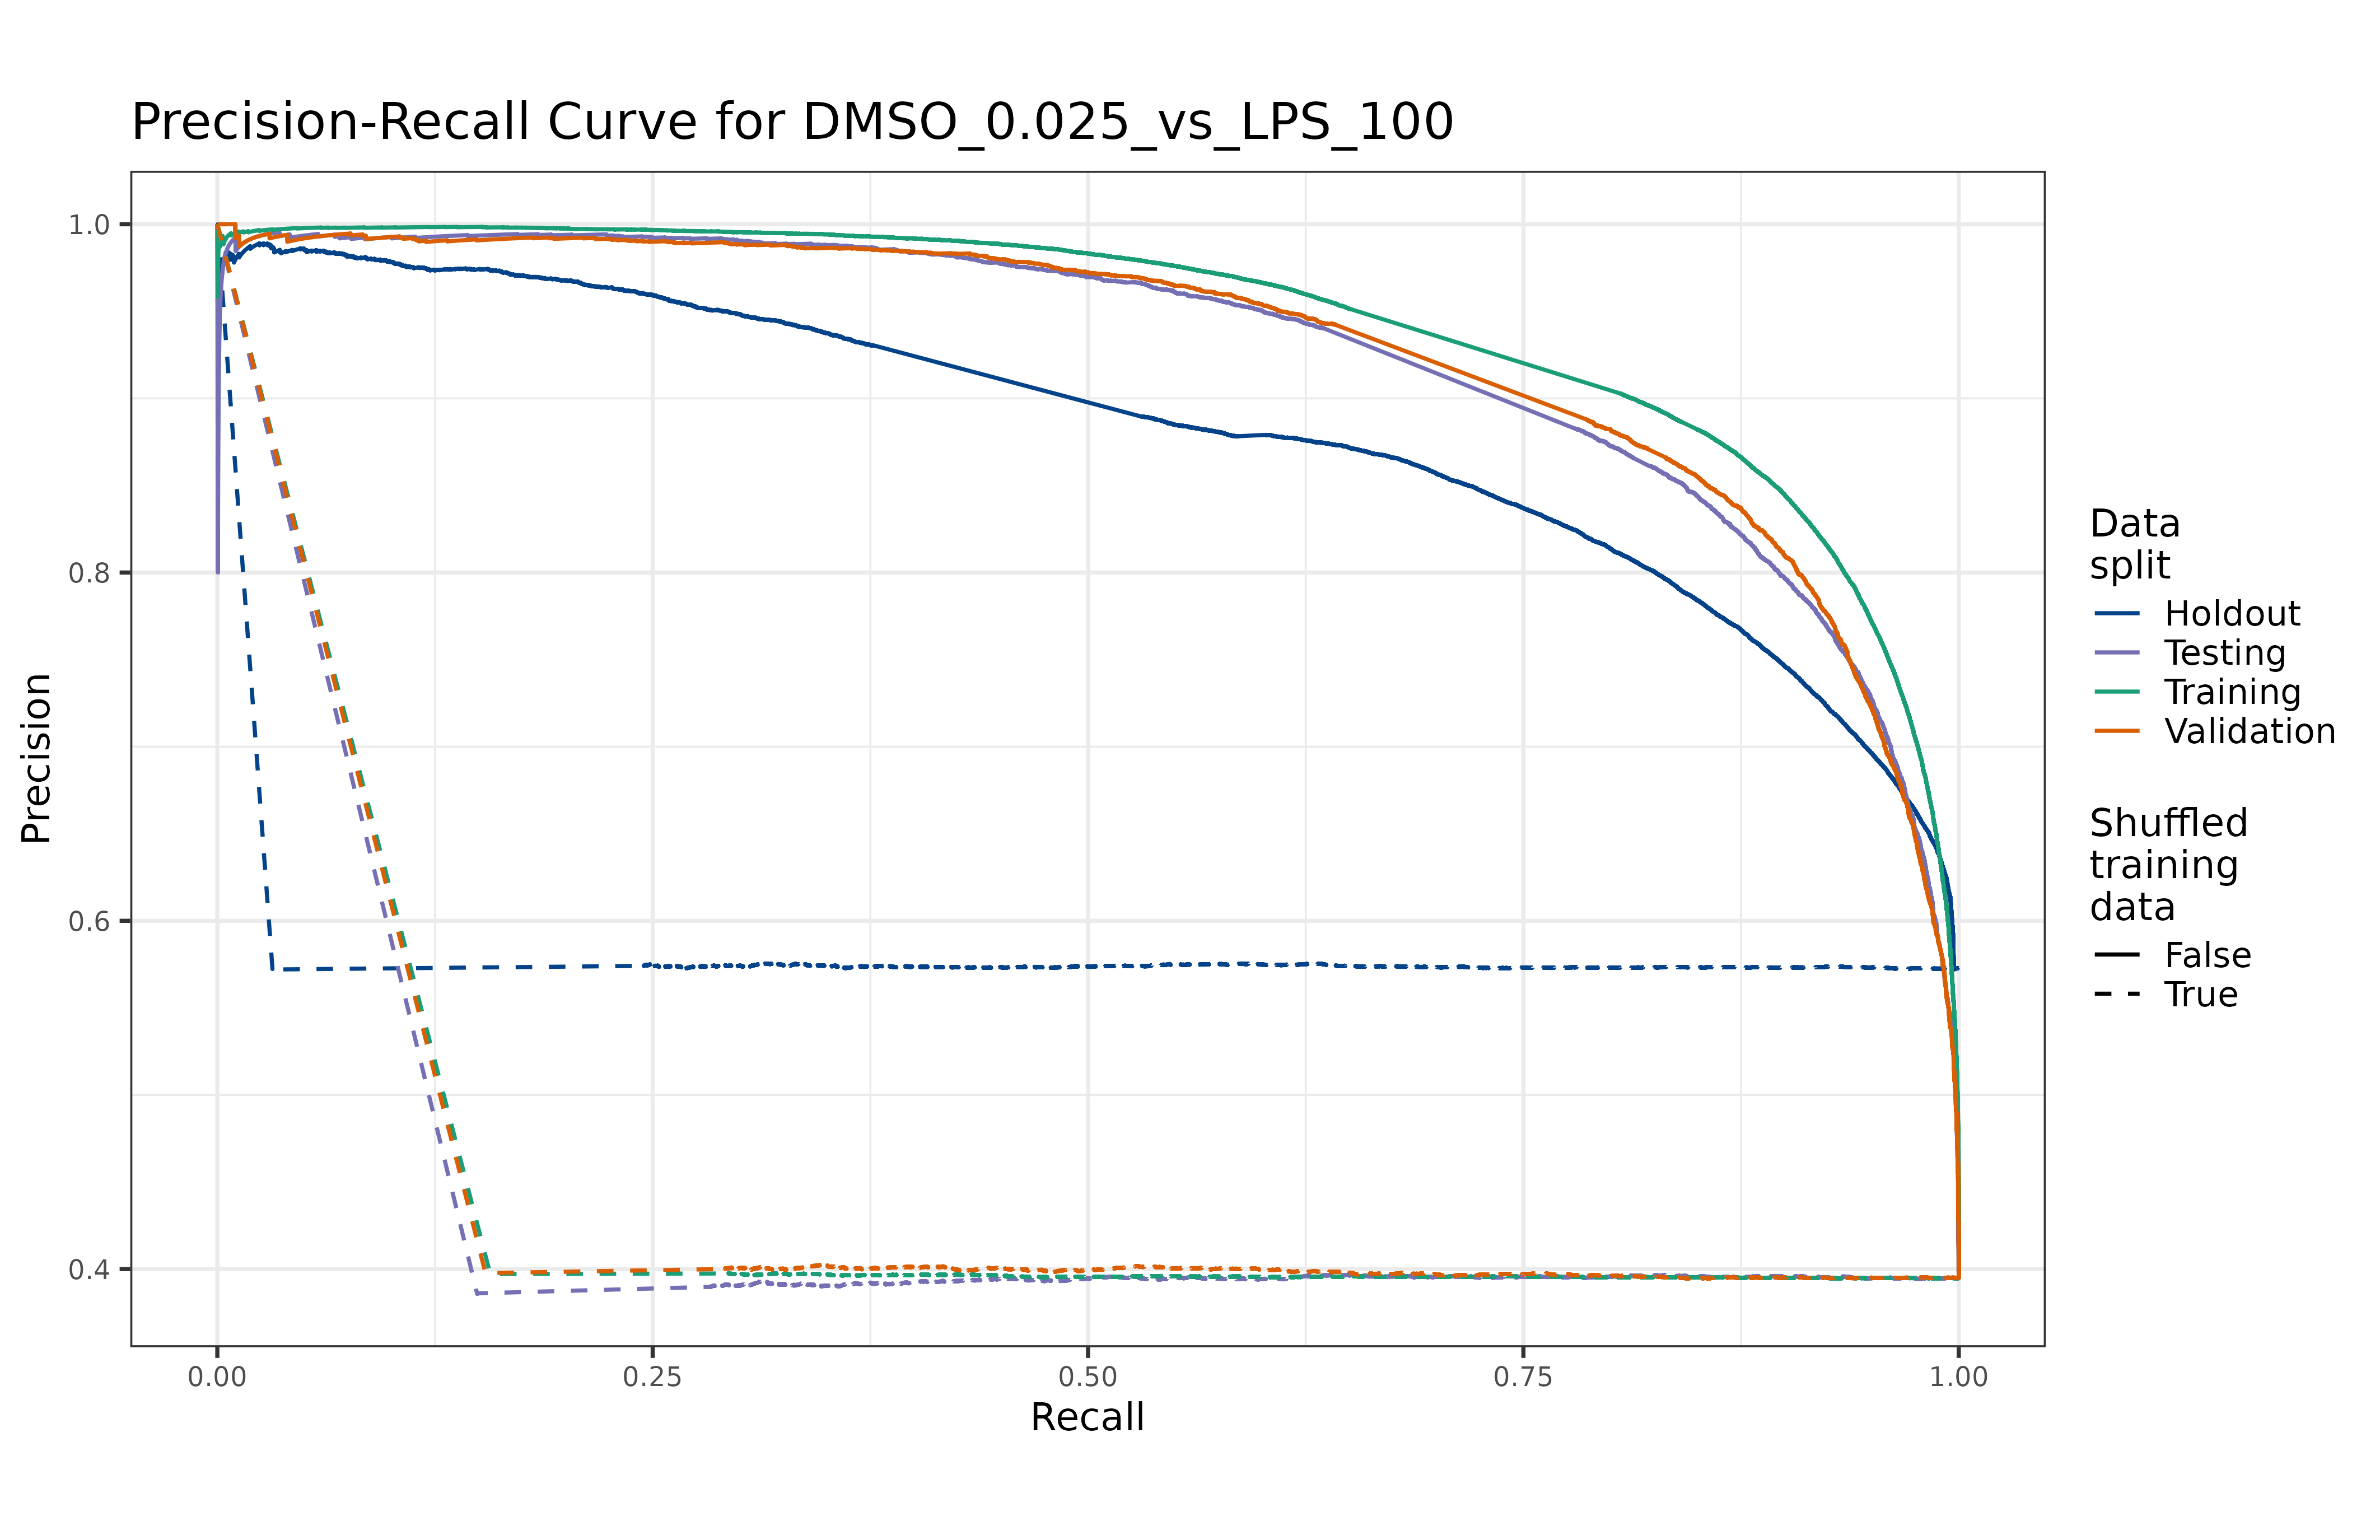 Precision-Recall Curve for DMSO_0.025_vs_LPS_100
1.0
0.8
0.6
0.4
Precision
0.00
0.25
0.50
0.75
1.00
Recall
Data
split
Holdout
Testing
Training
Validation
Shuffled
training
data
False
True